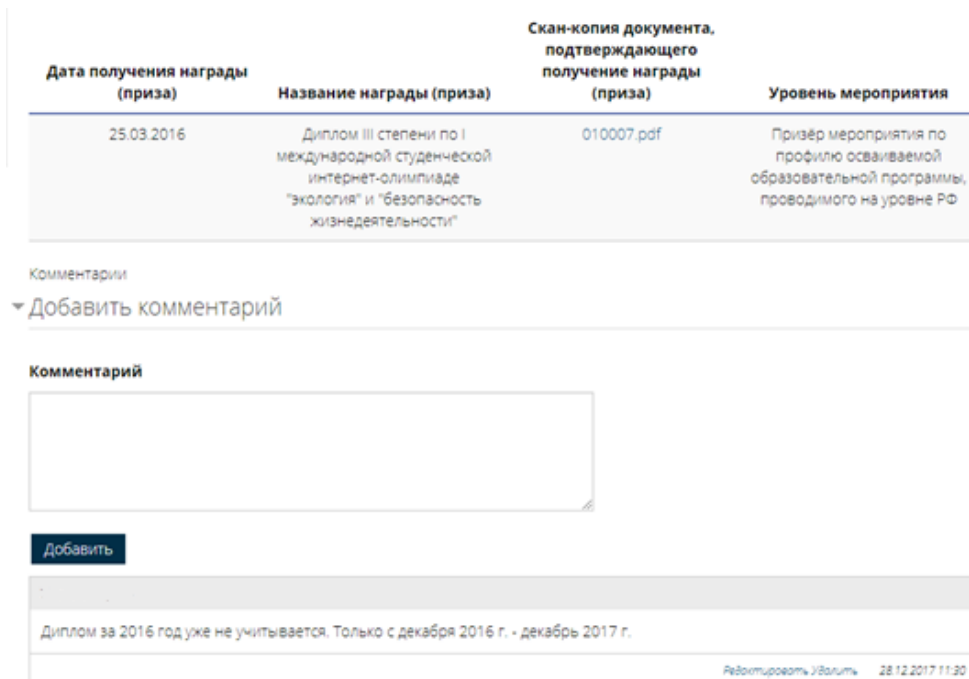 Дата получения награды
(приза)
Название награды (приза)
Скан-копия документа,
подтверждающего
получение награды
(приза)
Уровень мероприятия
25.03.2016
Диплом III степени по I
международной студенческой
интернет-олимпиаде
"экология" и "безопасность
жизнедеятельности"
010007.pdf
Призёр мероприятия по
профилю осваиваемой
образовательной программы,
проводимого на уровне РФ
Комментарии
Добавить комментарий
Комментарий
Добавить
Диплом за 2016 год уже не учитывается. Только с декабря 2016 г. - декабрь 2017 г.
Редактировать Удалить 28.12.2017 11:30